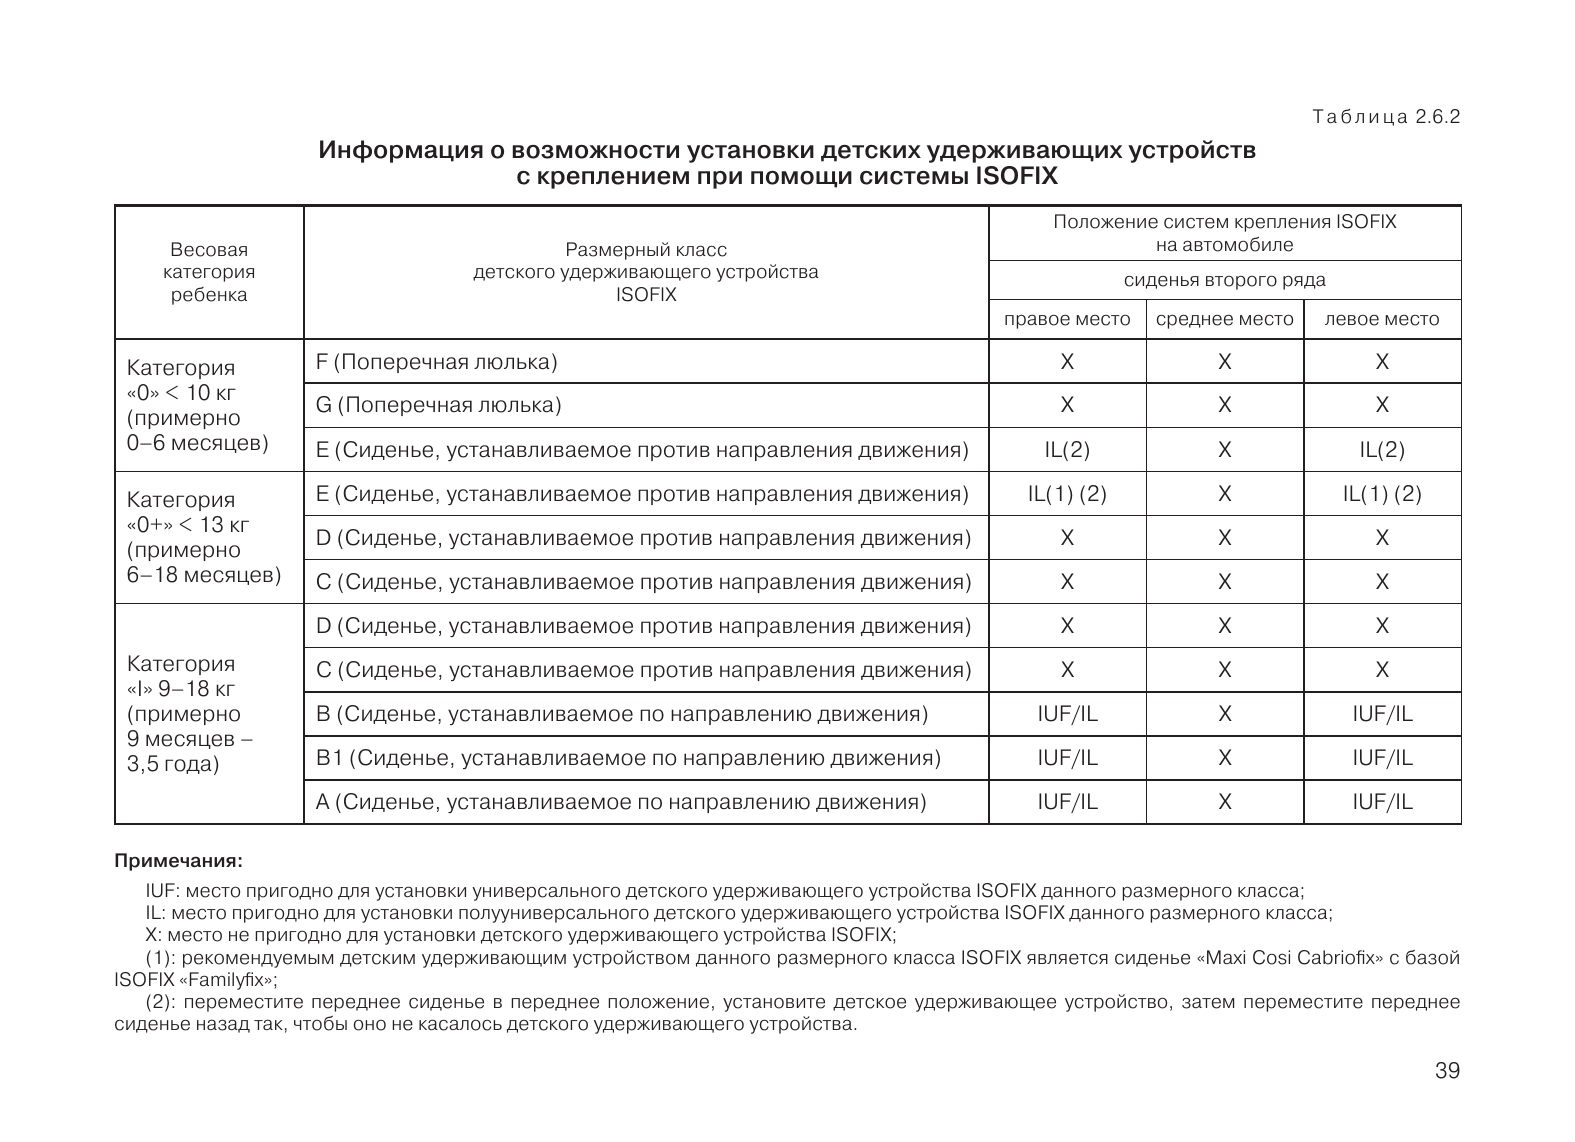 Таблица 2.6.2
Информация о возможности установки детских удерживающих устройств
с креплением при помощи системы ISOFIX
Весовая
категория
ребенка
Размерный класс
детского удерживающего устройства
ISOFIX
Положение систем крепления ISOFIX
на автомобиле
сиденья второго ряда
правое место среднее место левое место
Категория
«0» < 10 кг
(примерно
0–6 месяцев)
F (Поперечная люлька) X X X
G (Поперечная люлька) X X X
E (Сиденье, устанавливаемое против направления движения) IL(2) X IL(2)
Категория
«0+» < 13 кг
(примерно
6–18 месяцев)
E (Сиденье, устанавливаемое против направления движения) IL(1) (2) X IL(1) (2)
D (Сиденье, устанавливаемое против направления движения) X X X
C (Сиденье, устанавливаемое против направления движения) X X X
Категория
«I» 9–18 кг
(примерно
9 месяцев –
3,5 года)
D (Сиденье, устанавливаемое против направления движения) X X X
C (Сиденье, устанавливаемое против направления движения) X X X
B (Сиденье, устанавливаемое по направлению движения) IUF/IL X IUF/IL
B1 (Сиденье, устанавливаемое по направлению движения) IUF/IL X IUF/IL
A (Сиденье, устанавливаемое по направлению движения) IUF/IL X IUF/IL
Примечания:
IUF: место пригодно для установки универсального детского удерживающего устройства ISOFIX данного размерного класса;
IL: место пригодно для установки полууниверсального детского удерживающего устройства ISOFIX данного размерного класса;
X: место не пригодно для установки детского удерживающего устройства ISOFIX;
(1): рекомендуемым детским удерживающим устройством данного размерного класса ISOFIX является сиденье «Maxi Cosi Cabriofix» с базой
ISOFIX «Familyfix»;
(2): переместите переднее сиденье в переднее положение, установите детское удерживающее устройство, затем переместите переднее
сиденье назад так, чтобы оно не касалось детского удерживающего устройства.
39